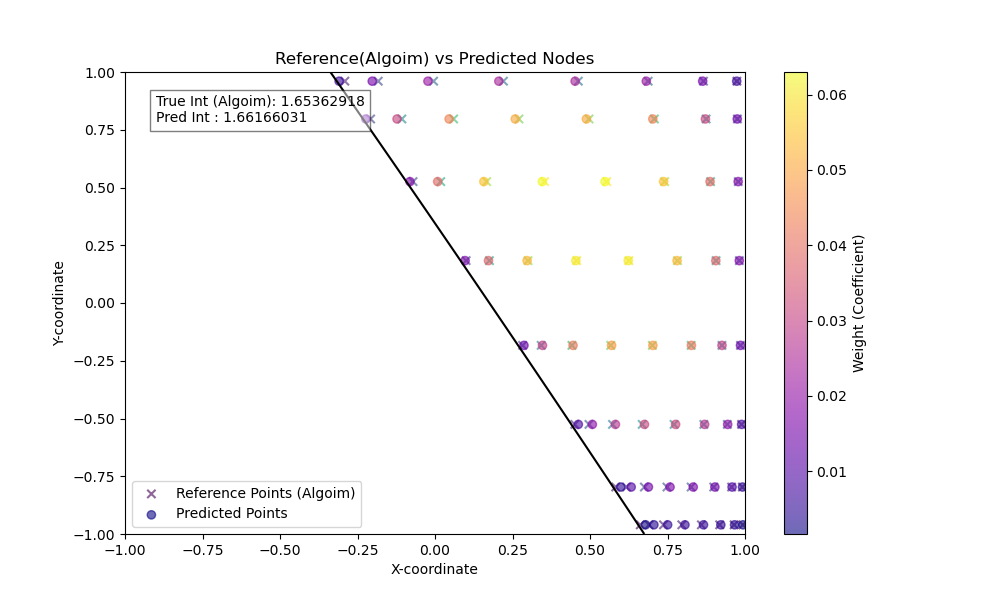 Reference(Algoim) vs Predicted Nodes
True Int (Algoim): 1.65362918
Pred Int : 1.66166031
1.00
0.75
0.50
0.25
0.00
−0.25
−0.50
−0.75
−1.00
Y-coordinate
Reference Points (Algoim)
Predicted Points
−1.00 −0.75 −0.50 −0.25 0.00 0.25 0.50 0.75 1.00
X-coordinate
0.06
0.05
0.04
0.03
0.02
0.01
Weight (Coefficient)